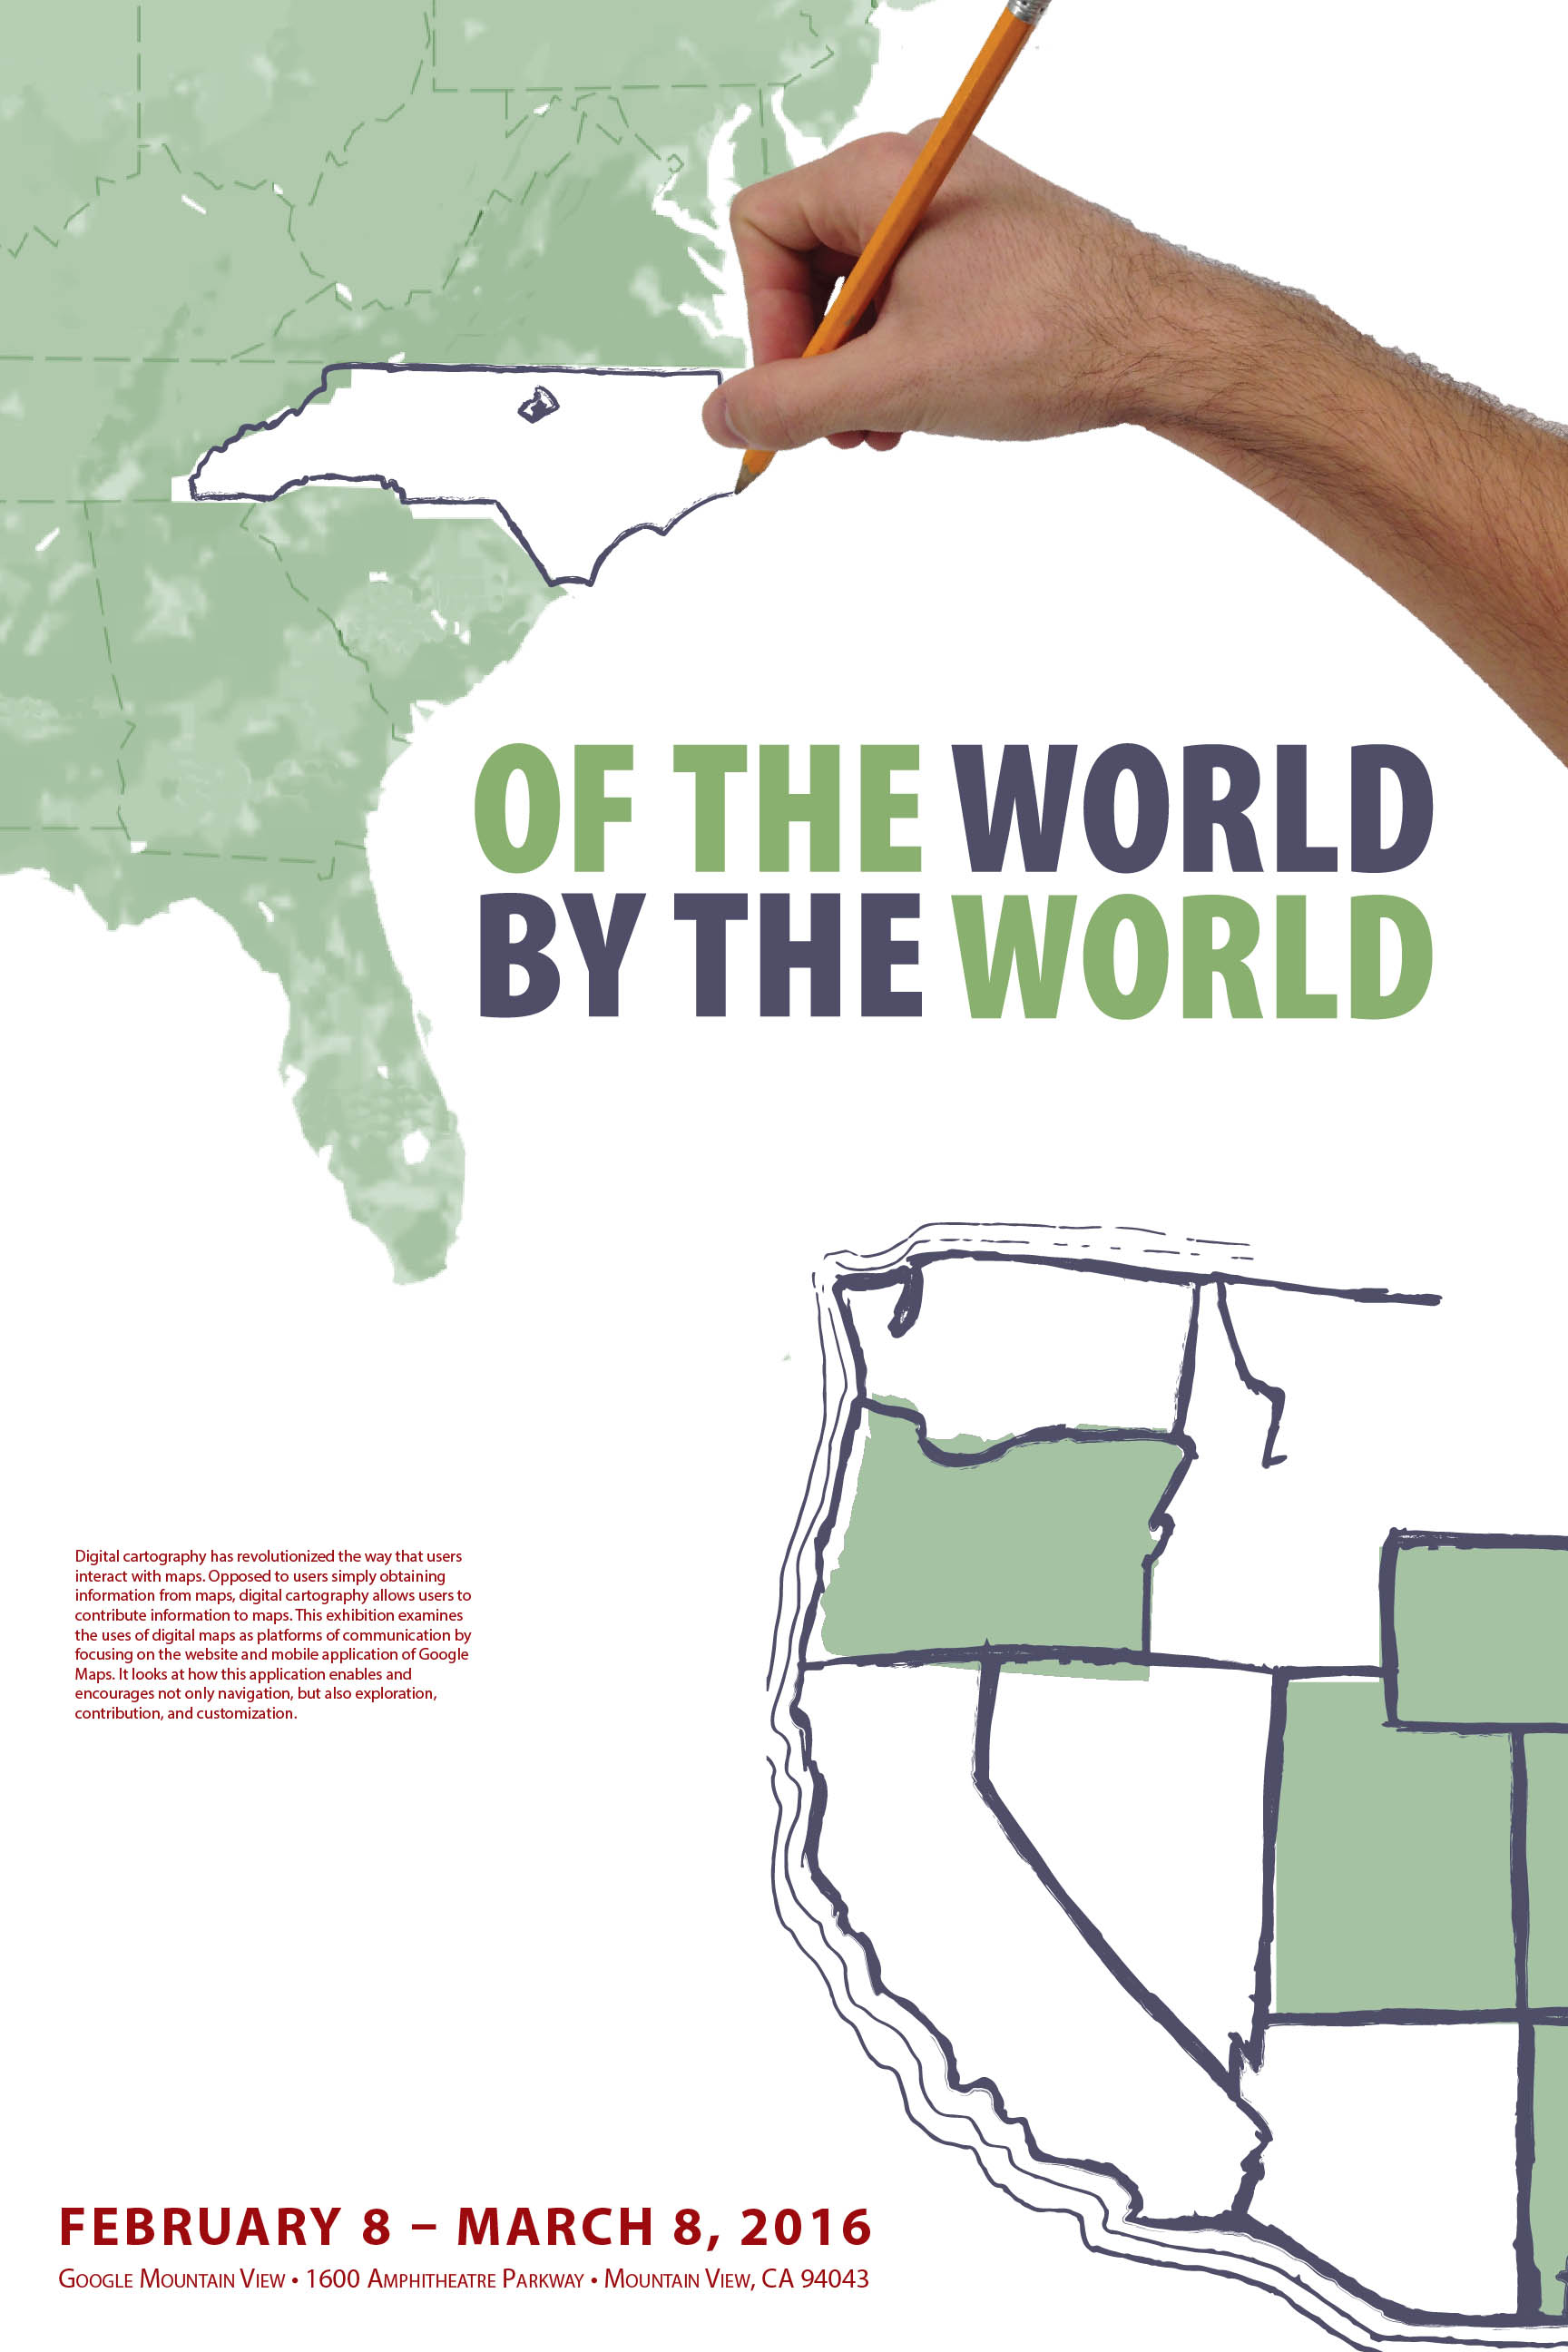 OF THE WORLD
BY THE WORLD
Digital cartography has revolutionized the way that users
interact with maps. Opposed to users simply obtaining
information from maps, digital cartography allows users to
contribute information to maps. This exhibition examines
the uses of digital maps as platforms of communication by
focusing on the website and mobile application of Google
Maps. It looks at how this application enables and
encourages not only navigation, but also exploration,
contribution, and customization.
FEBRUARY 8 – MARCH 8, 2016
Google Mountain View • 1600 Amphitheatre Parkway • Mountain View, CA 94043